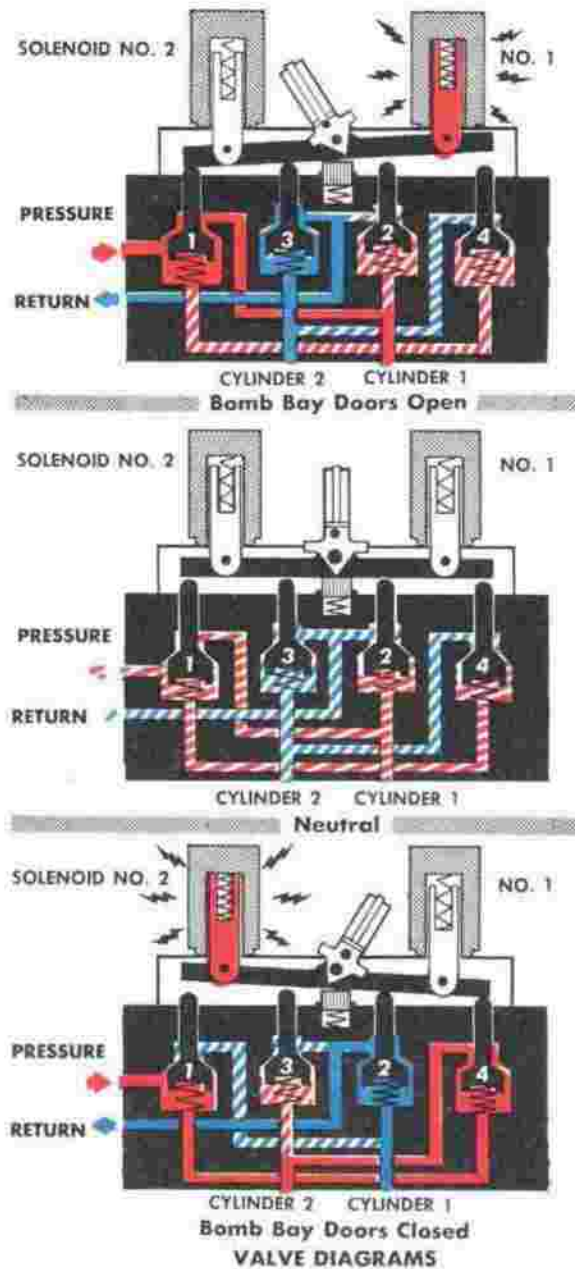 SOLENOID NO. 2
NO. 1
PRESSURE
1
3
2
4
RETURN
CYLINDER 2 CYLINDER 1
Bomb Bay Doors Open
SOLENOID NO. 2
NO. 1
PRESSURE
1
3
2
4
RETURN
CYLINDER 2 CYLINDER 1
Neutral
SOLENOID NO. 2
NO. 1
PRESSURE
1
3
2
4
RETURN
CYLINDER 2 CYLINDER 1
Bomb Bay Doors Closed
VALVE DIAGRAMS